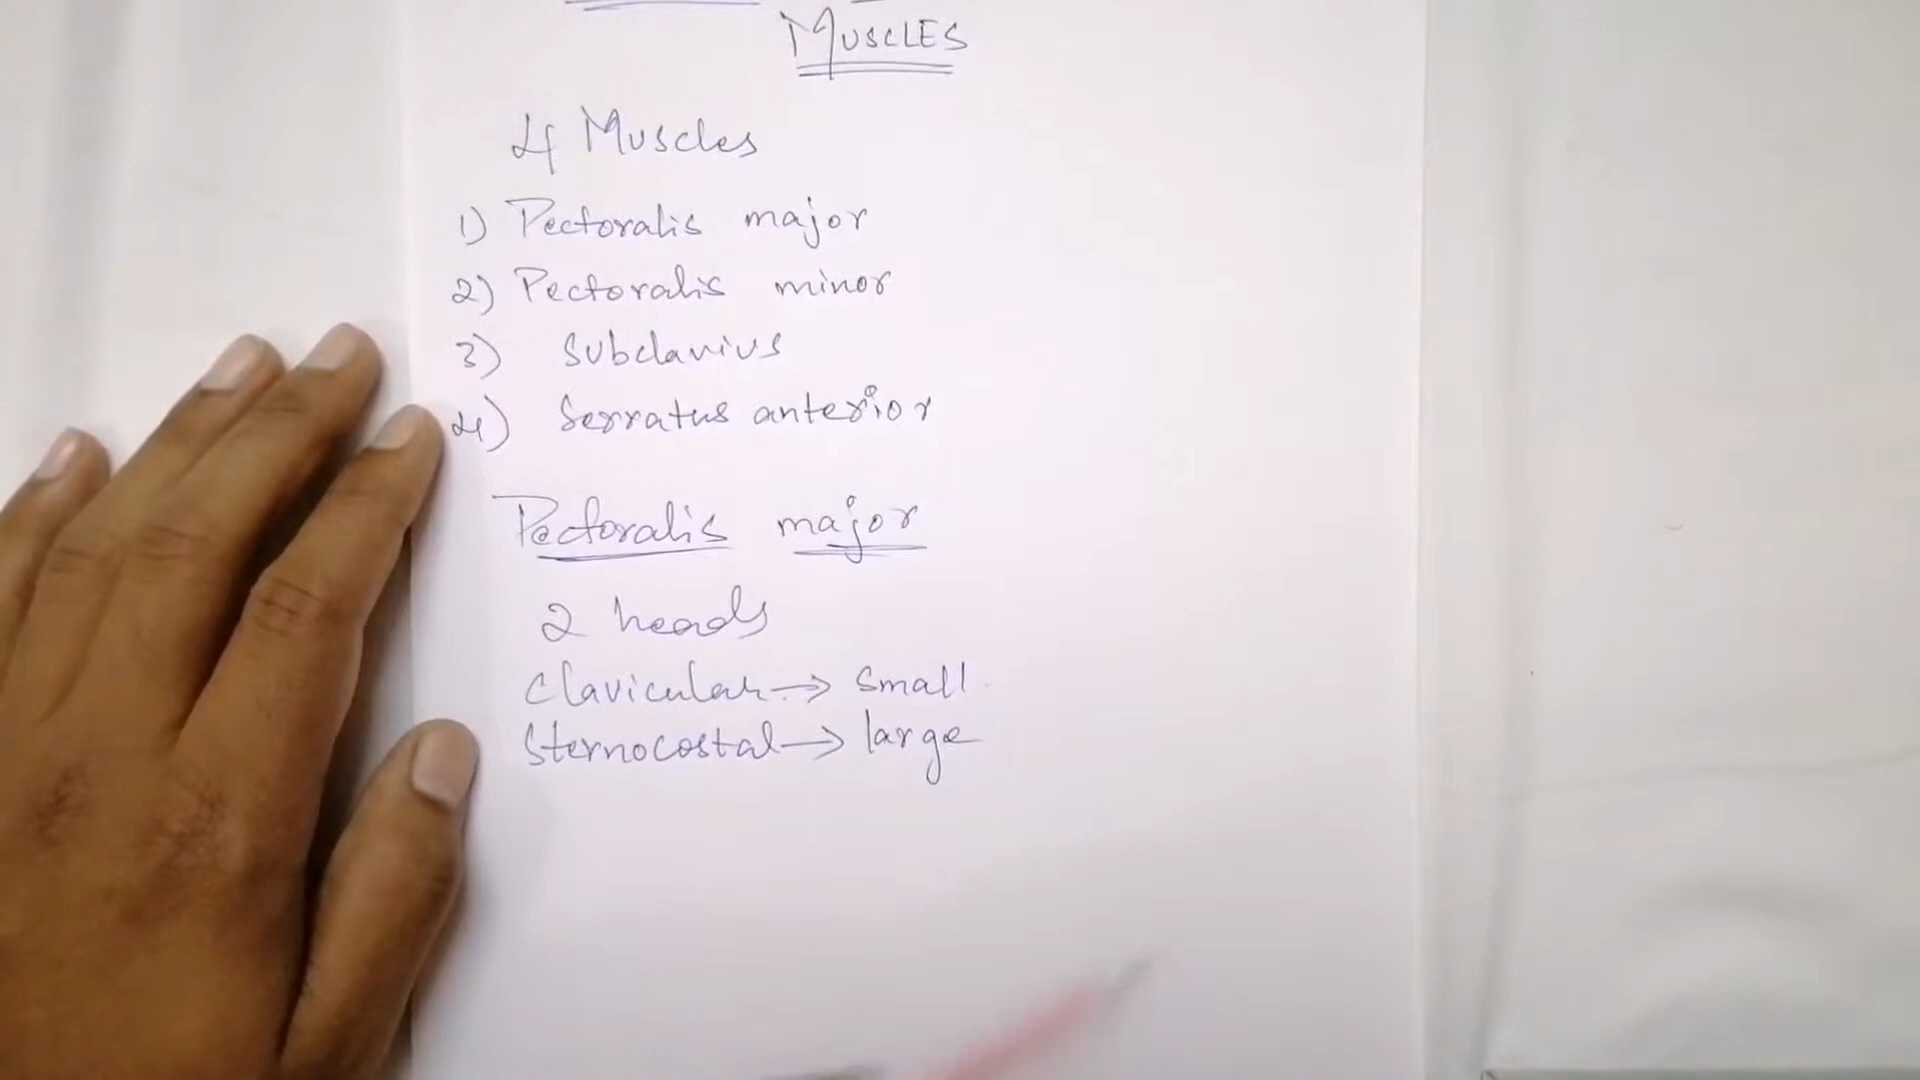 MUSCLES
4 Muscles
1) Pectoralis major
2) Pectoralis minor
3) Subclavius
4) Serratus anterior
Pectoralis major
2 heads
Clavicular → small
Sternocostal → large